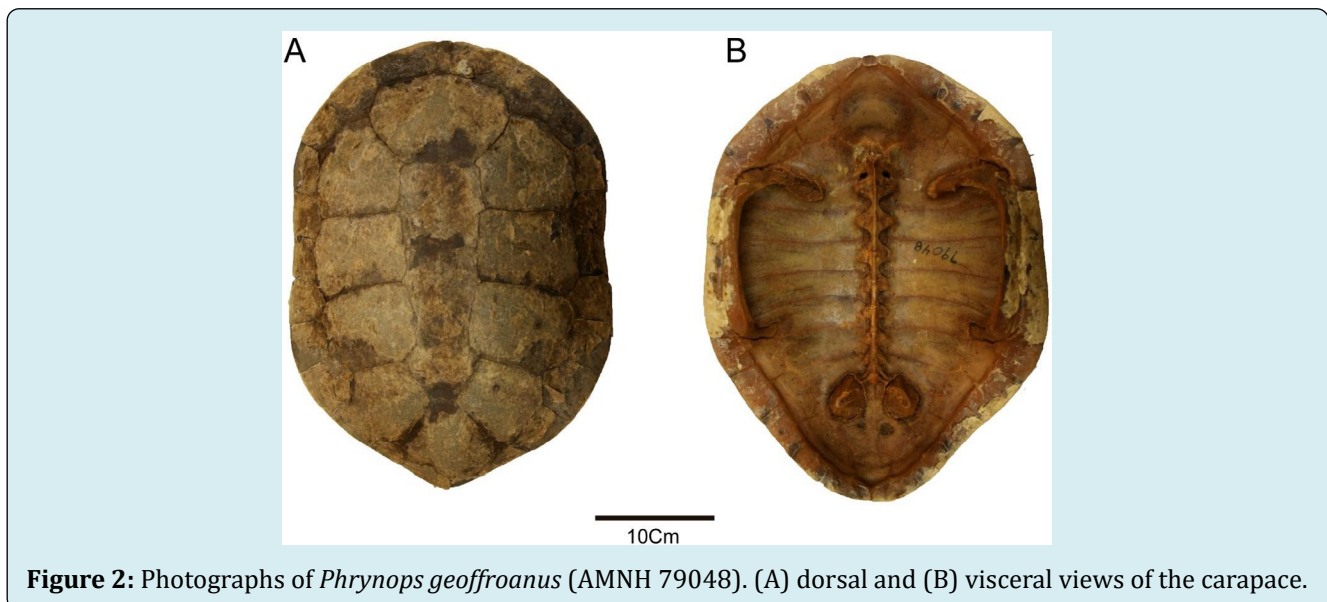 A
B
79048
10Cm
Figure 2: Photographs of Phrynops geoffroanus (AMNH 79048). (A) dorsal and (B) visceral views of the carapace.